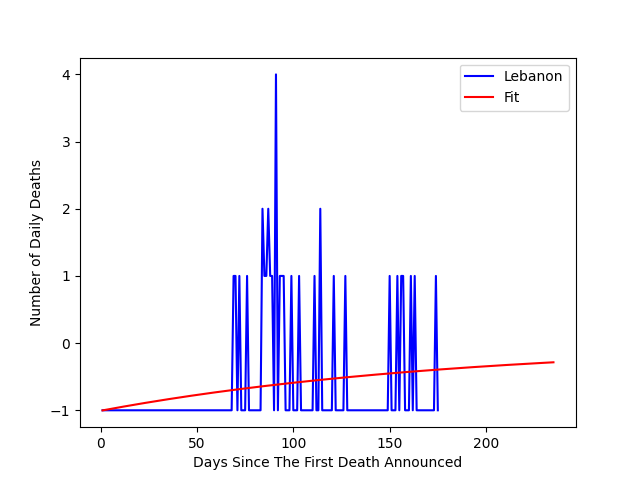 Lebanon
Fit
4
3
2
1
0
−1
Number of Daily Deaths
0
50
100
150
200
Days Since The First Death Announced